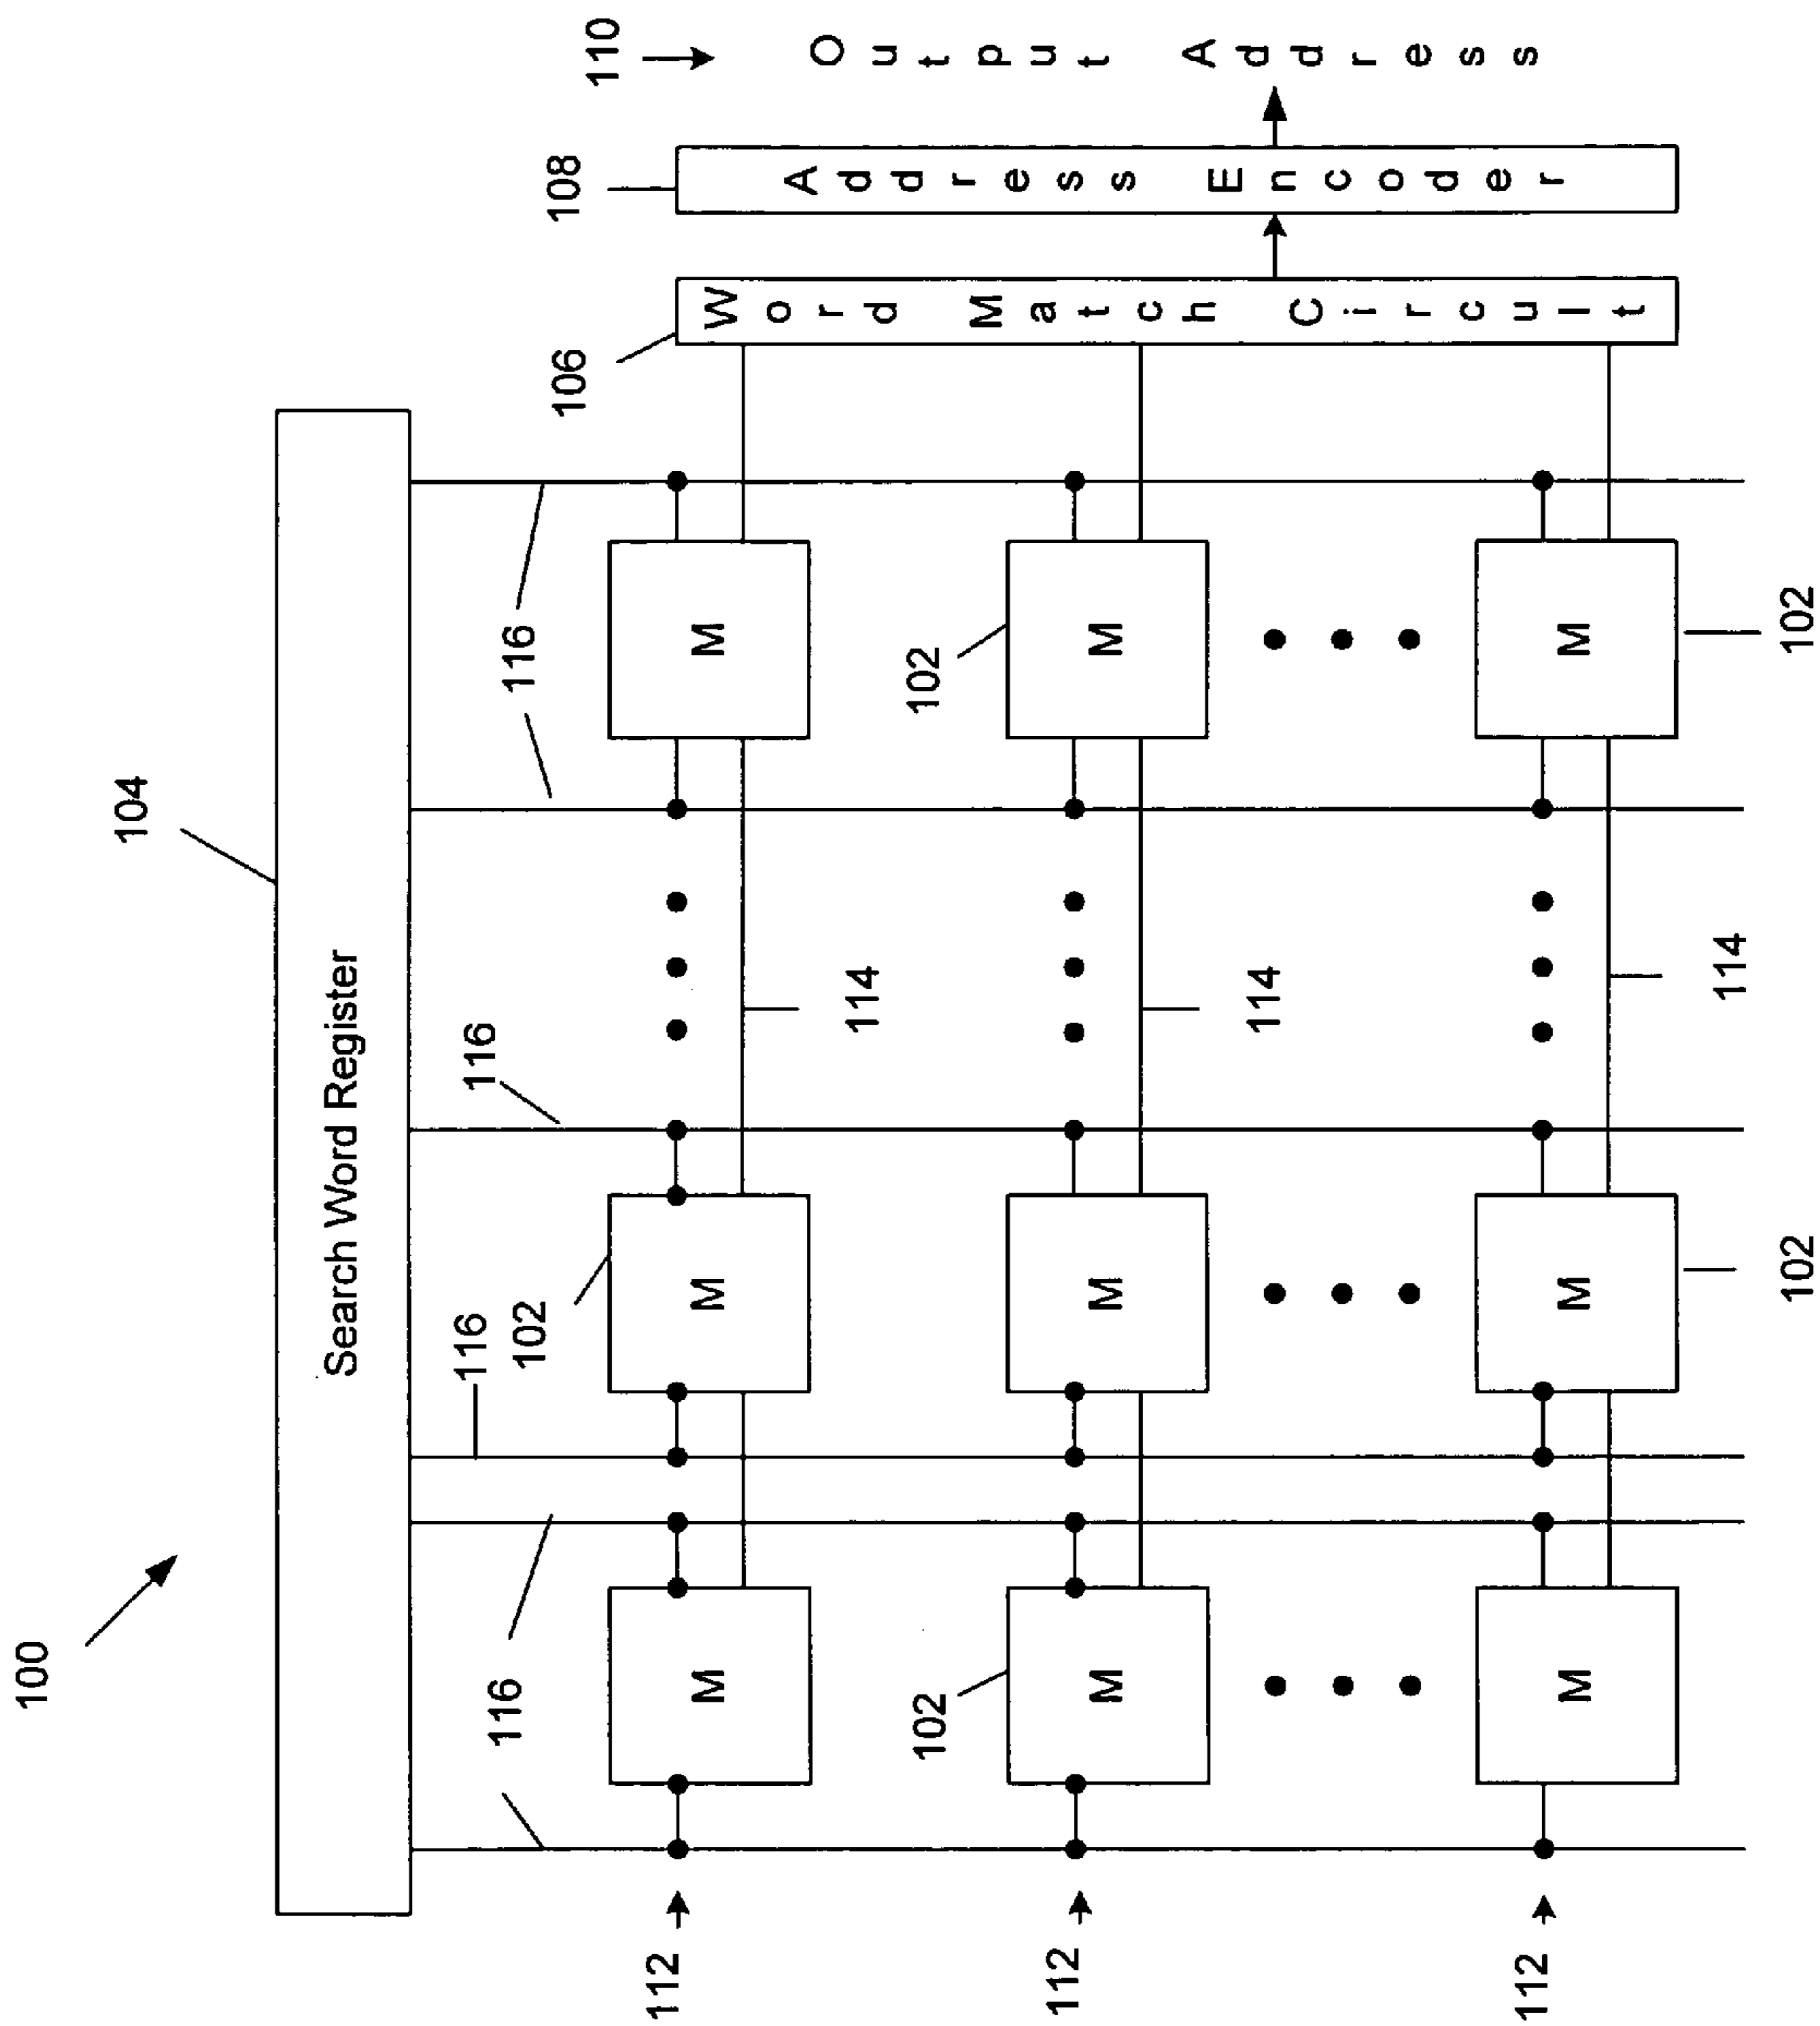 100
104
Search Word Register
116
116
116
116
102
106
108
110
112
M
M
M
Word Match Circuit
Address Encoder
Output Address
114
102
102
112
M
M
M
114
112
M
M
M
114
102
102